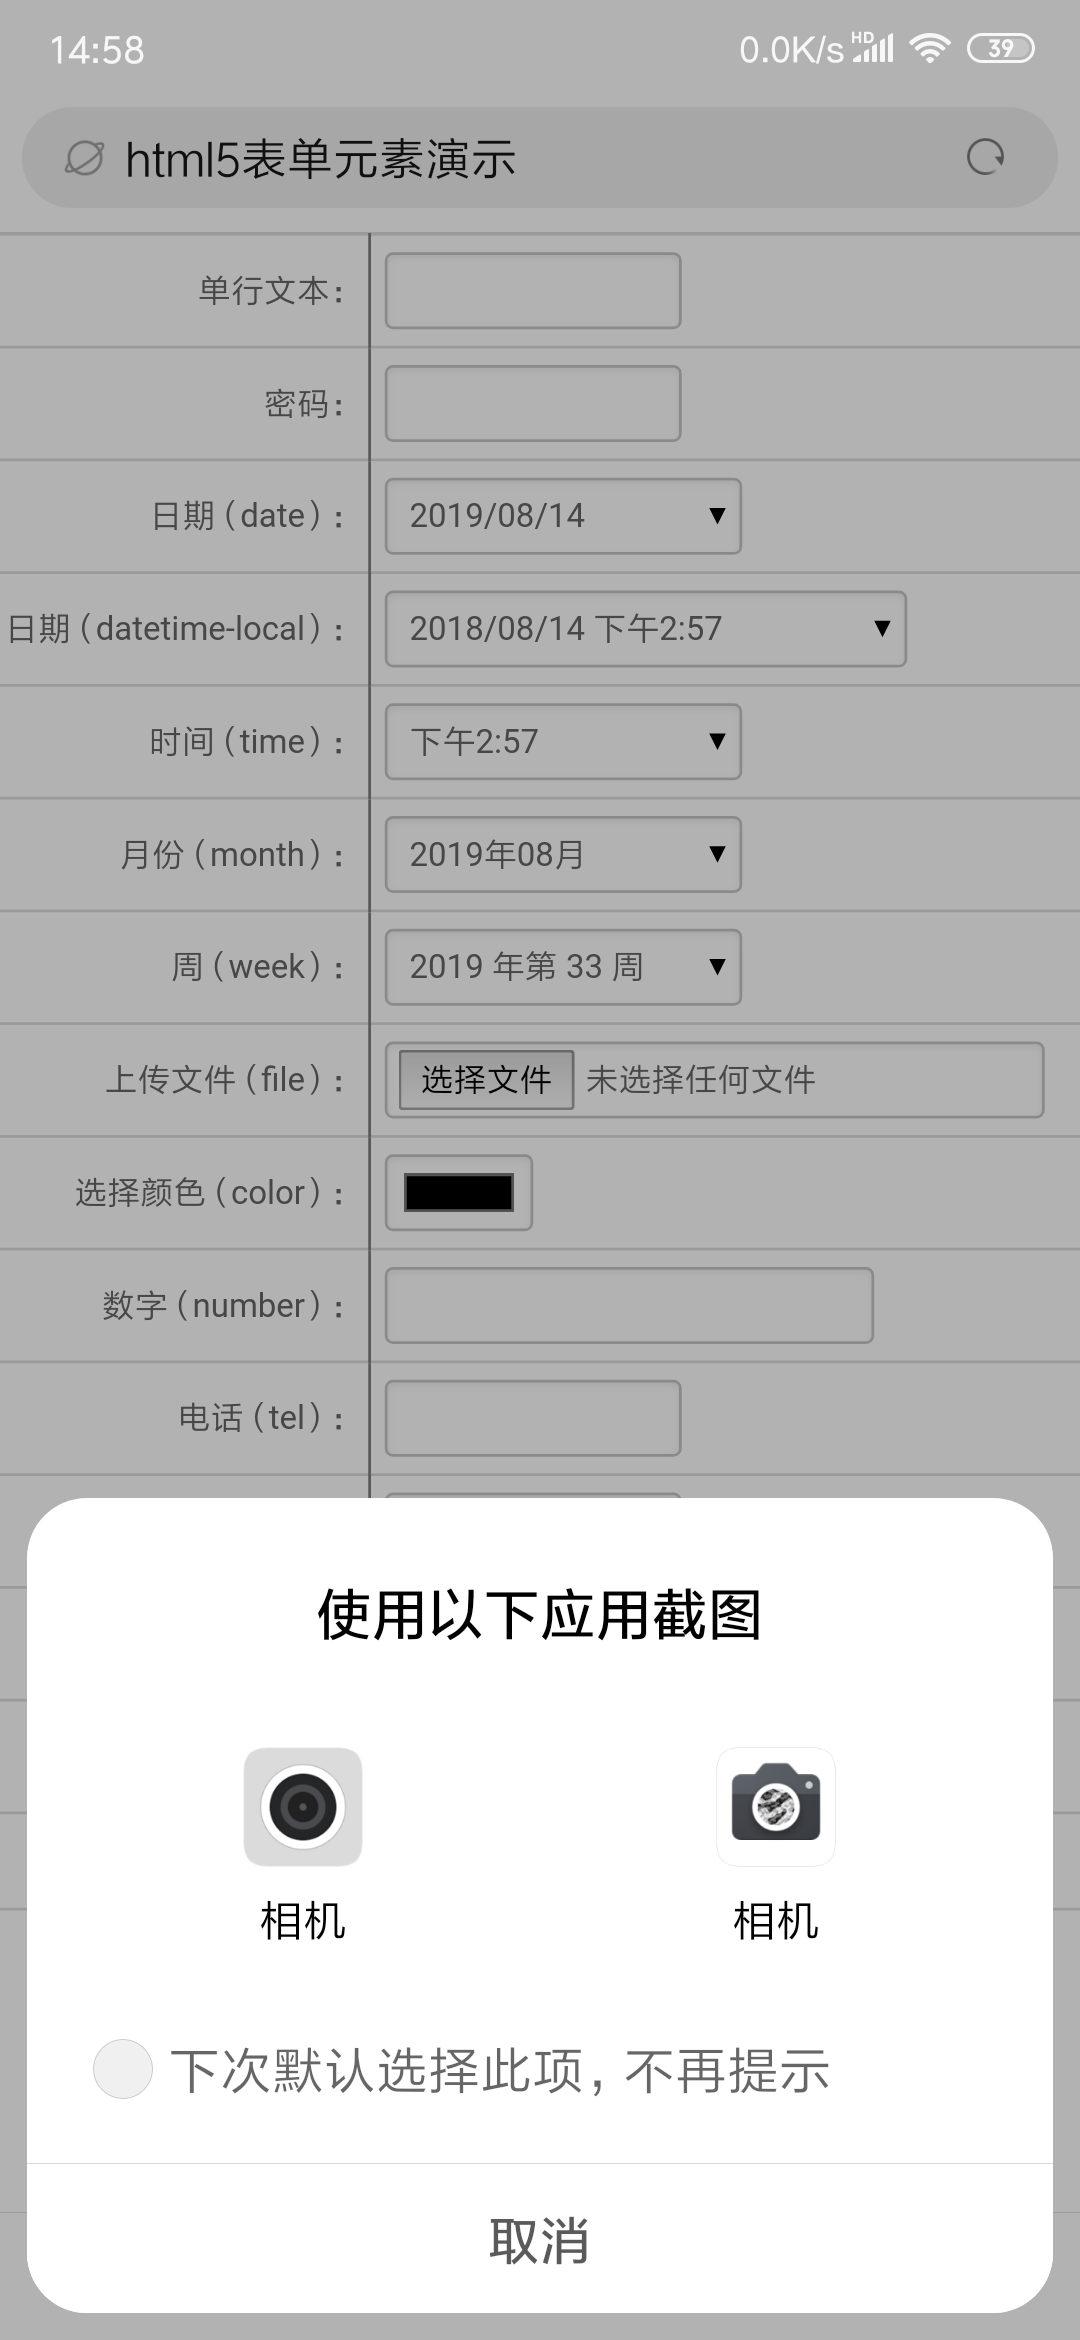 14:58 0.0K/s HD 39
html5表单元素演示
单行文本:
密码:
日期(date): 2019/08/14
日期(datetime-local): 2018/08/14 下午2:57
时间(time): 下午2:57
月份(month): 2019年08月
周(week): 2019 年第 33 周
上传文件(file): 选择文件 未选择任何文件
选择颜色(color):
数字(number):
电话(tel):
使用以下应用截图
相机 相机
下次默认选择此项,不再提示
取消